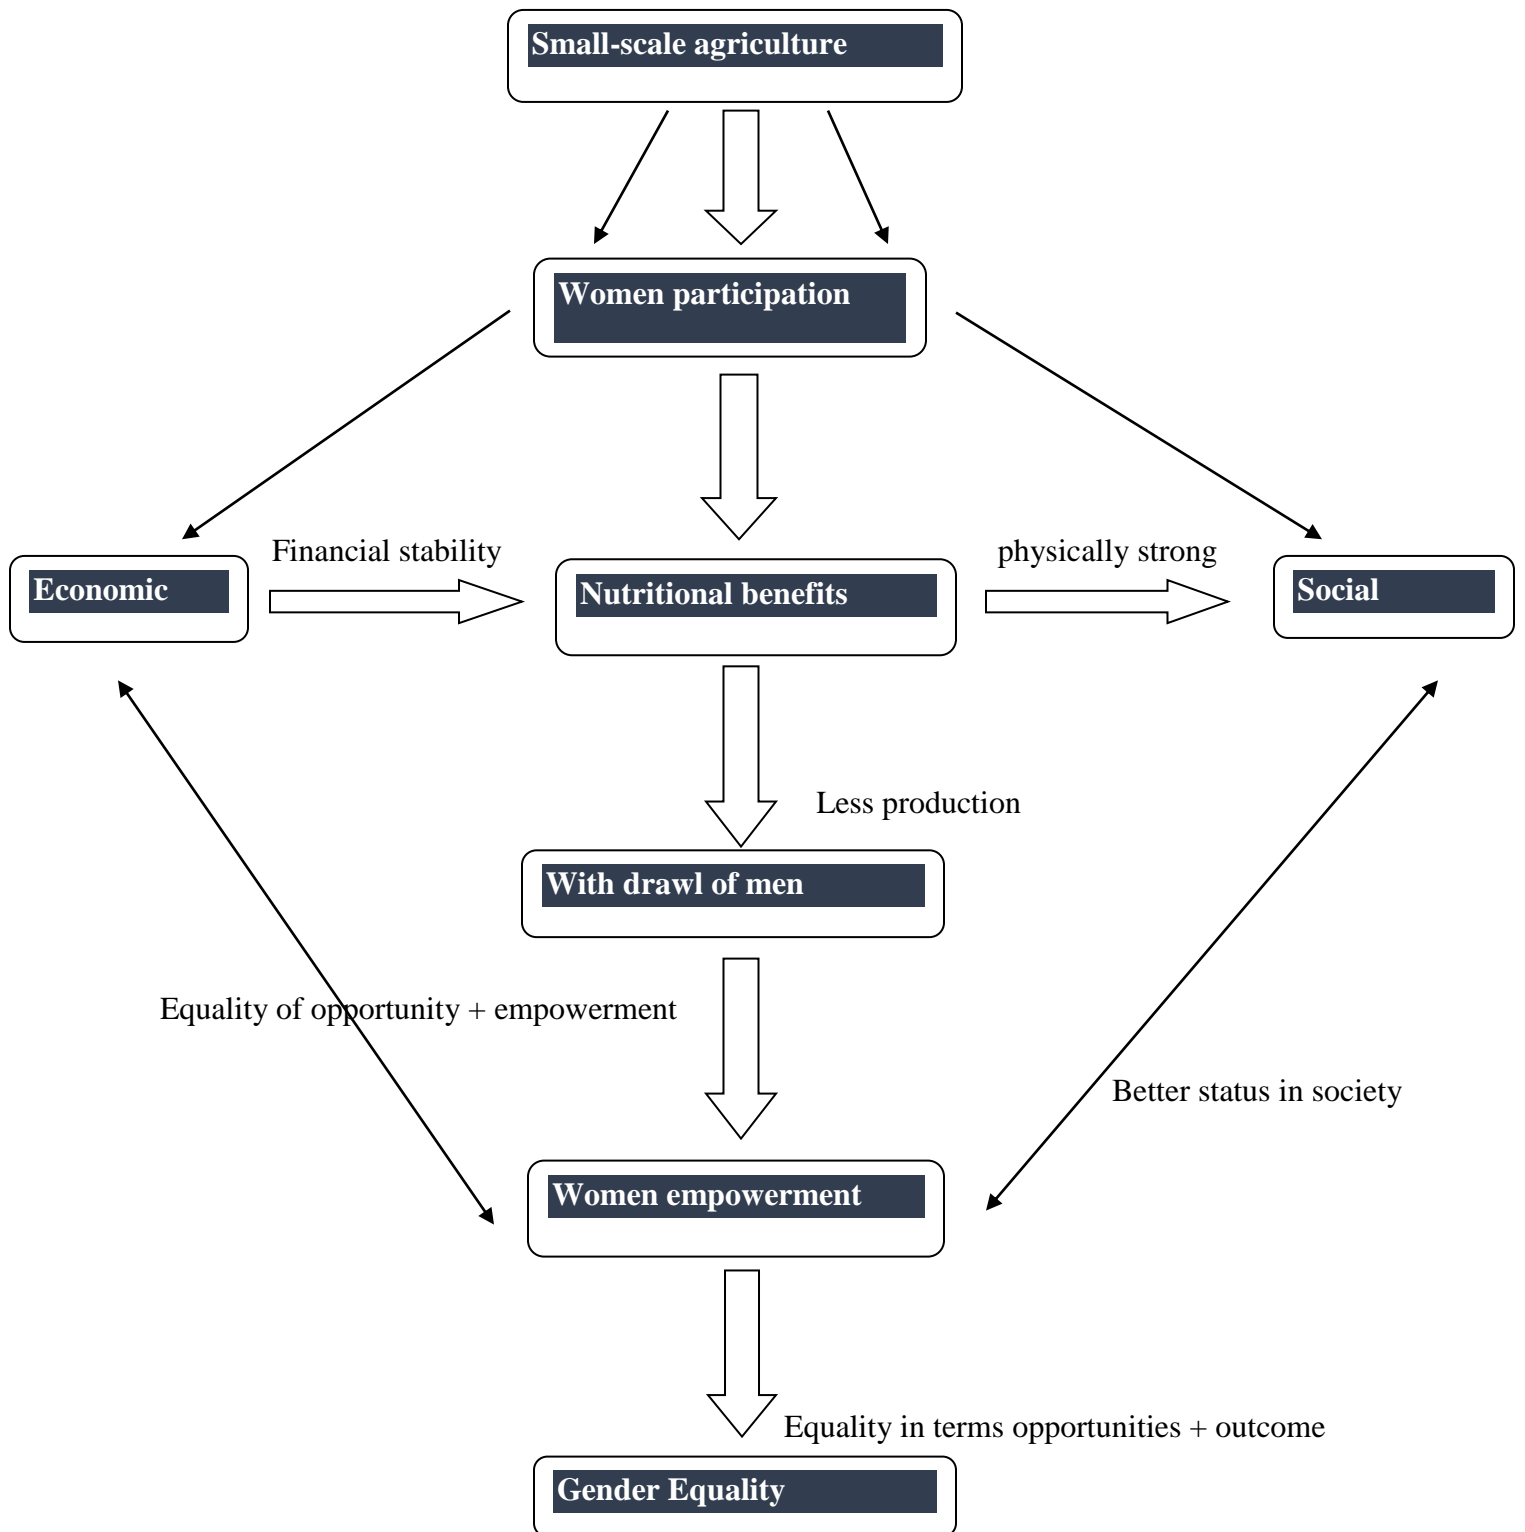 Small-scale agriculture
Women participation
Financial stability
physically strong
Economic
Nutritional benefits
Social
Less production
With drawl of men
Equality of opportunity + empowerment
Better status in society
Women empowerment
Equality in terms opportunities + outcome
Gender Equality